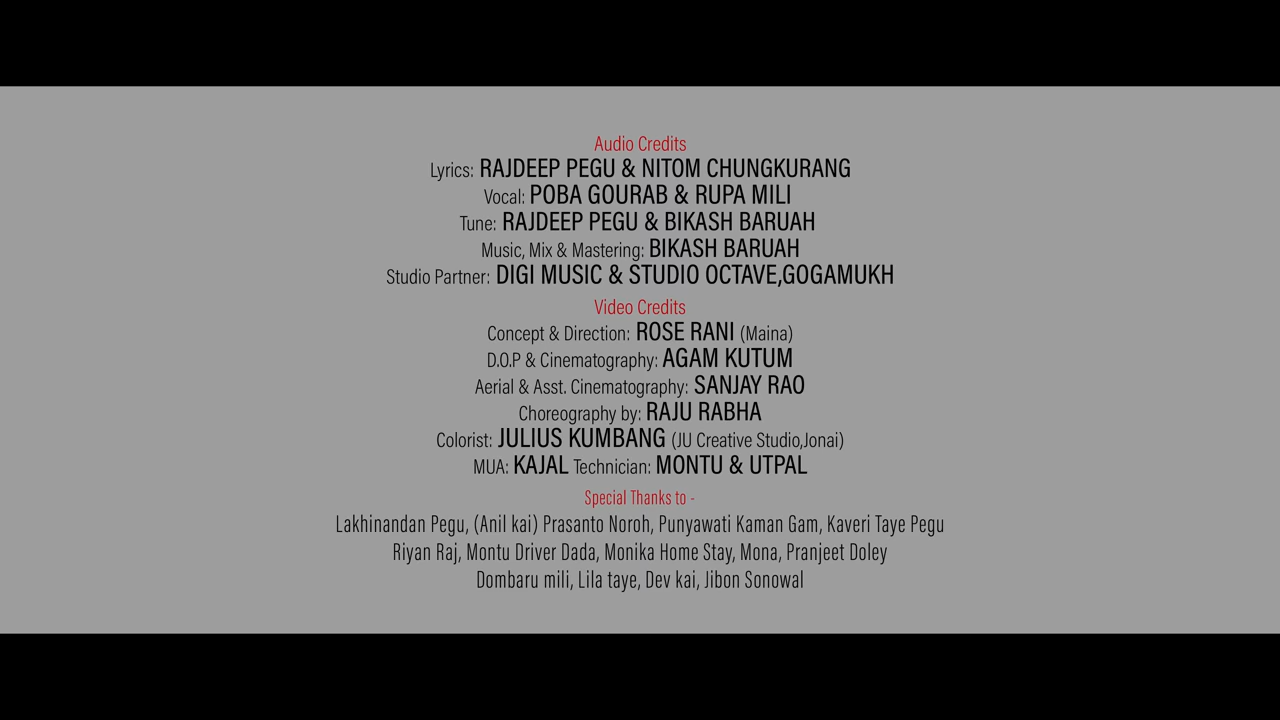 Audio Credits
Lyrics: RAJDEEP PEGU & NITOM CHUNGKURANG
Vocal: POBA GOURAB & RUPA MILI
Tune: RAJDEEP PEGU & BIKASH BARUAH
Music, Mix & Mastering: BIKASH BARUAH
Studio Partner: DIGI MUSIC & STUDIO OCTAVE,GOGAMUKH
Video Credits
Concept & Direction: ROSE RANI (Maina)
D.O.P & Cinematography: AGAM KUTUM
Aerial & Asst. Cinematography: SANJAY RAO
Choreography by: RAJU RABHA
Colorist: JULIUS KUMBANG (JU Creative Studio,Jonai)
MUA: KAJAL Technician: MONTU & UTPAL
Special Thanks to -
Lakhinandan Pegu, (Anil kai) Prasanto Noroh, Punyawati Kaman Gam, Kaveri Taye Pegu
Riyan Raj, Montu Driver Dada, Monika Home Stay, Mona, Pranjeet Doley
Dombaru mili, Lila taye, Dev kai, Jibon Sonowal